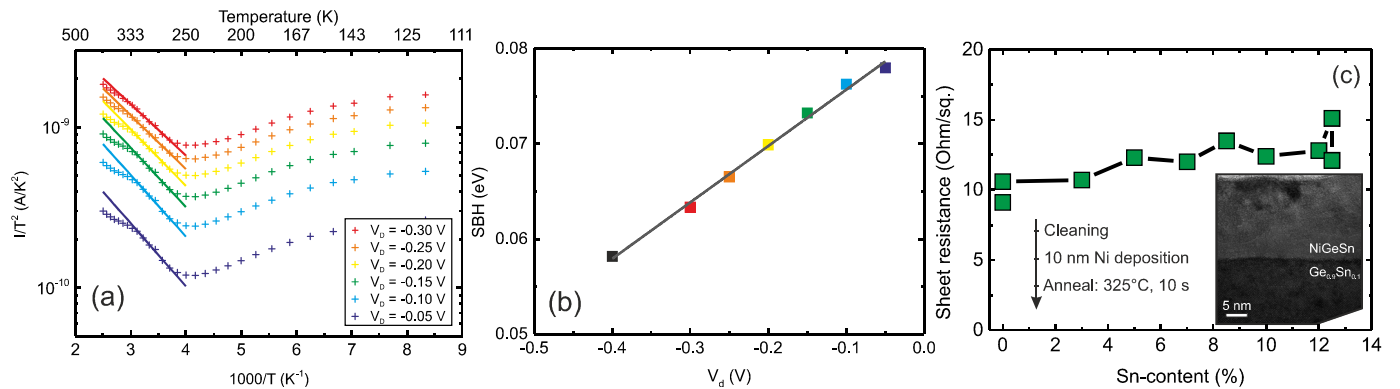 Temperature (K)
500 333 250 200 167 143 125 111
I/T² (A/K²)
10⁻⁹
10⁻¹⁰
(a)
V_D = -0.30 V
V_D = -0.25 V
V_D = -0.20 V
V_D = -0.15 V
V_D = -0.10 V
V_D = -0.05 V
2 3 4 5 6 7 8 9
1000/T (K⁻¹)
SBH (eV)
0.08
0.07
0.06
0.05
(b)
-0.5 -0.4 -0.3 -0.2 -0.1 0.0
V_d (V)
Sheet resistance (Ohm/sq.)
20
15
10
5
0
(c)
Cleaning
10 nm Ni deposition
Anneal: 325°C, 10 s
NiGeSn
Ge₀.₉Sn₀.₁
5 nm
0 2 4 6 8 10 12 14
Sn-content (%)